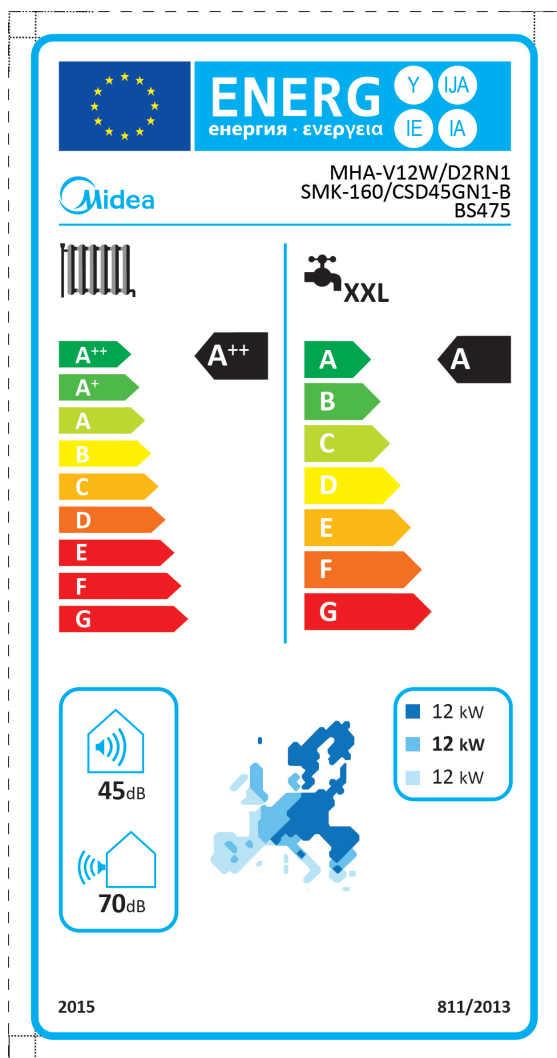 ENERG
енергия · ενεργεια
Y IJA
IE IA
Midea
MHA-V12W/D2RN1
SMK-160/CSD45GN1-B
BS475
XXL
A++
A+
A
B
C
D
E
F
G
A++
A
B
C
D
E
F
G
A
45dB
70dB
12 kW
12 kW
12 kW
2015
811/2013